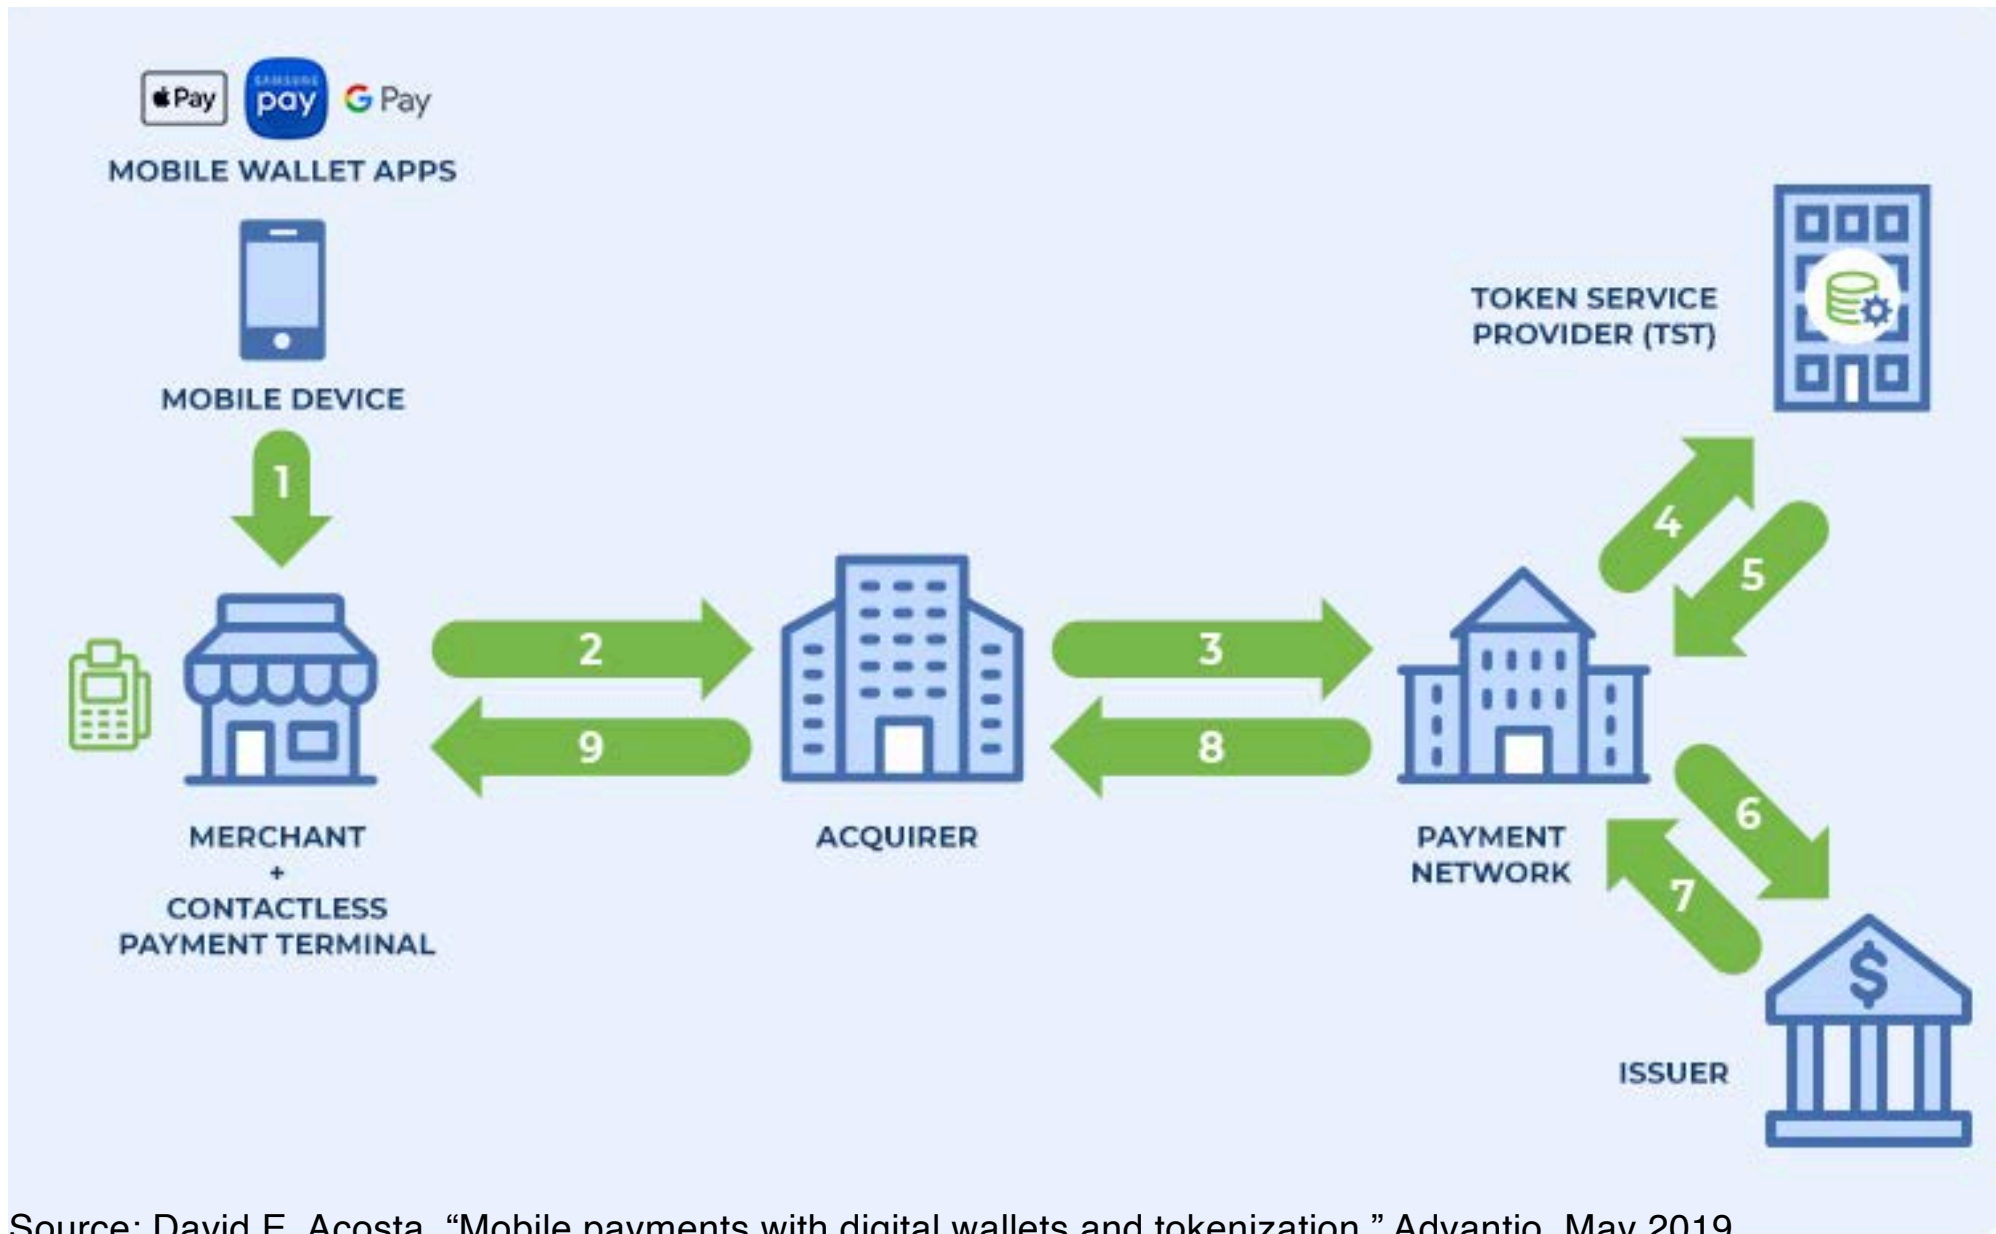 Pay
SAMSUNG
pay
G Pay
MOBILE WALLET APPS
MOBILE DEVICE
1
TOKEN SERVICE
PROVIDER (TST)
4
5
2
3
9
8
6
7
MERCHANT
+
CONTACTLESS
PAYMENT TERMINAL
ACQUIRER
PAYMENT
NETWORK
$
ISSUER
Source: David E. Acosta, “Mobile payments with digital wallets and tokenization,” Advantio, May 2019